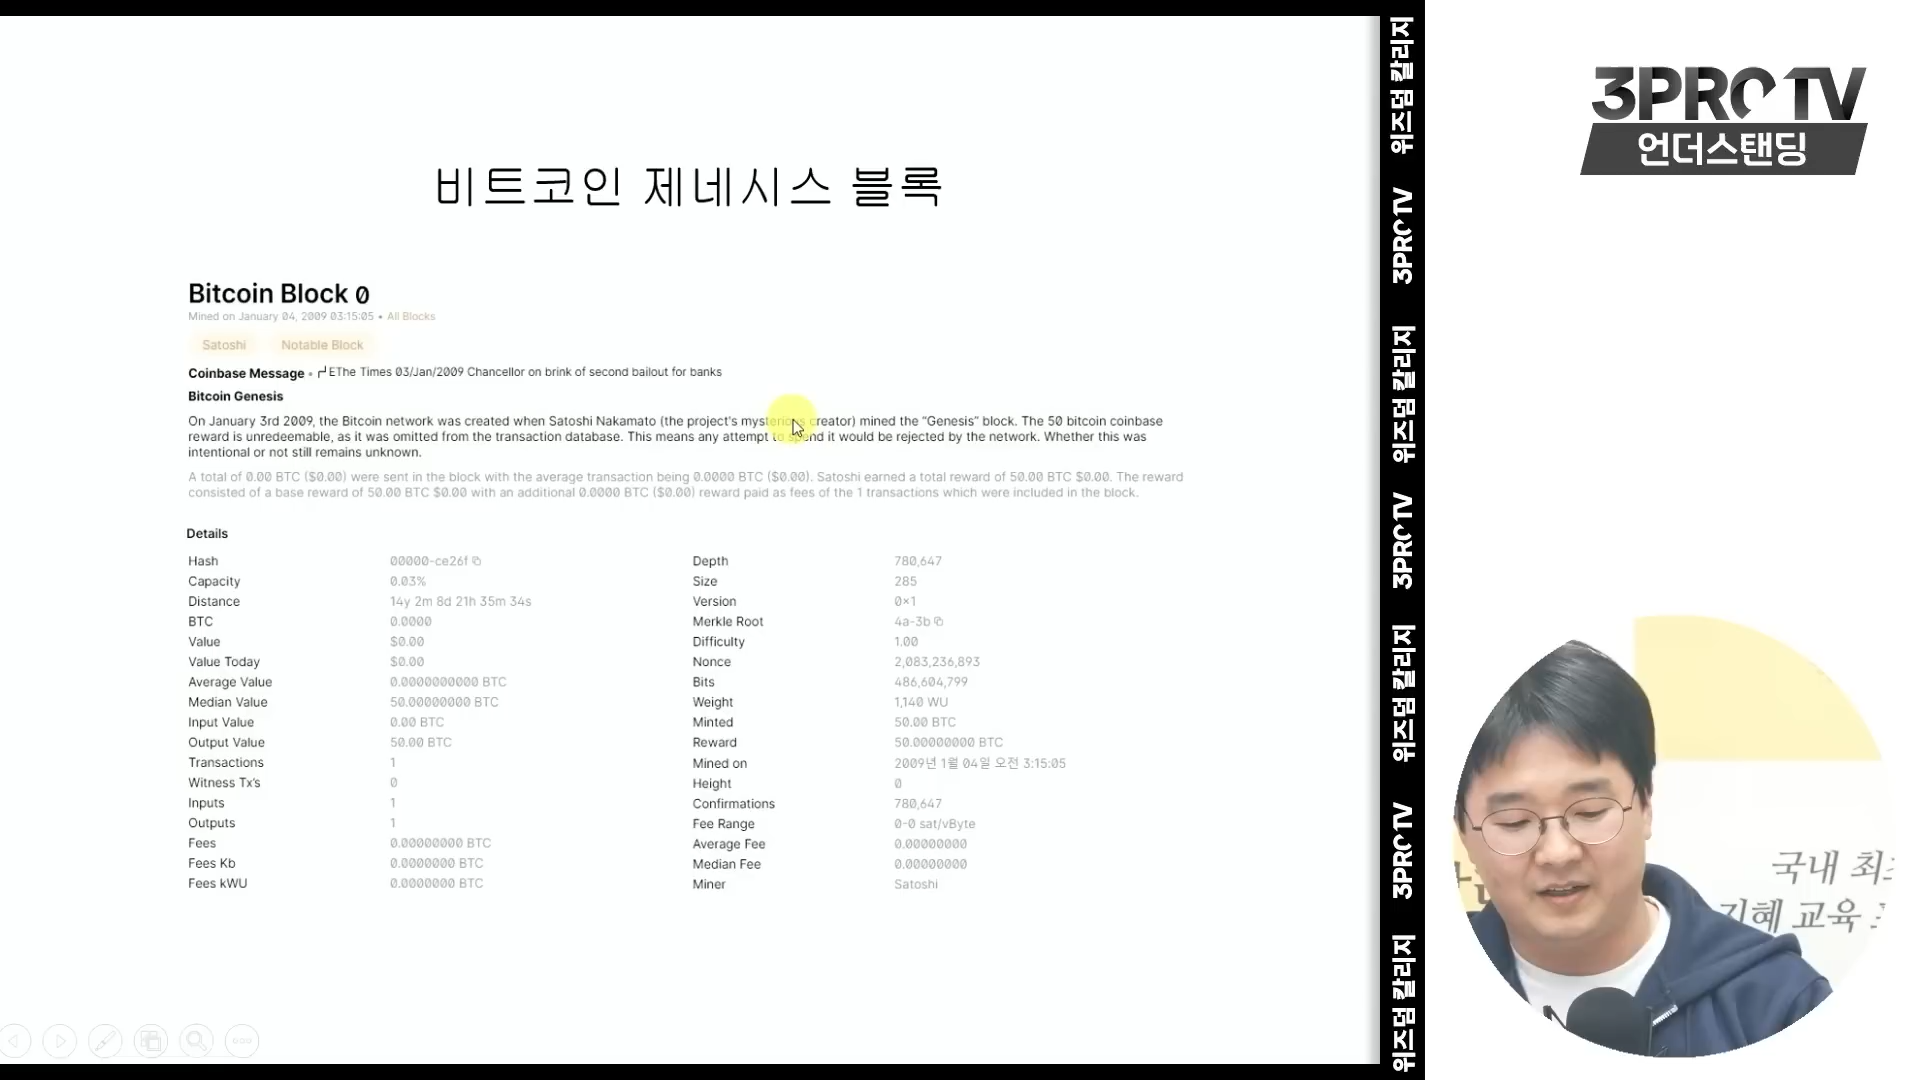 비트코인 제네시스 블록
Bitcoin Block 0
Mined on January 04, 2009 03:15:05 • All Blocks
Satoshi Notable Block
Coinbase Message • EThe Times 03/Jan/2009 Chancellor on brink of second bailout for banks
Bitcoin Genesis
On January 3rd 2009, the Bitcoin network was created when Satoshi Nakamato (the project's mysterious creator) mined the “Genesis” block. The 50 bitcoin coinbase
reward is unredeemable, as it was omitted from the transaction database. This means any attempt to spend it would be rejected by the network. Whether this was
intentional or not still remains unknown.
A total of 0.00 BTC ($0.00) were sent in the block with the average transaction being 0.0000 BTC ($0.00). Satoshi earned a total reward of 50.00 BTC $0.00. The reward
consisted of a base reward of 50.00 BTC $0.00 with an additional 0.0000 BTC ($0.00) reward paid as fees of the 1 transactions which were included in the block.
Details
Hash 00000-ce26f
Capacity 0.03%
Distance 14y 2m 8d 21h 35m 34s
BTC 0.0000
Value $0.00
Value Today $0.00
Average Value 0.0000000000 BTC
Median Value 50.00000000 BTC
Input Value 0.00 BTC
Output Value 50.00 BTC
Transactions 1
Witness Tx's 0
Inputs 1
Outputs 1
Fees 0.00000000 BTC
Fees Kb 0.0000000 BTC
Fees kWU 0.0000000 BTC
Depth 780,647
Size 285
Version 0×1
Merkle Root 4a-3b
Difficulty 1.00
Nonce 2,083,236,893
Bits 486,604,799
Weight 1,140 WU
Minted 50.00 BTC
Reward 50.00000000 BTC
Mined on 2009년 1월 04일 오전 3:15:05
Height 0
Confirmations 780,647
Fee Range 0-0 sat/vByte
Average Fee 0.00000000
Median Fee 0.00000000
Miner Satoshi
위즈덤 칼리지
3PROTV
위즈덤 칼리지
3PROTV
위즈덤 칼리지
3PROTV
위즈덤 칼리지
3PROTV
언더스탠딩
국내
지혜 교육